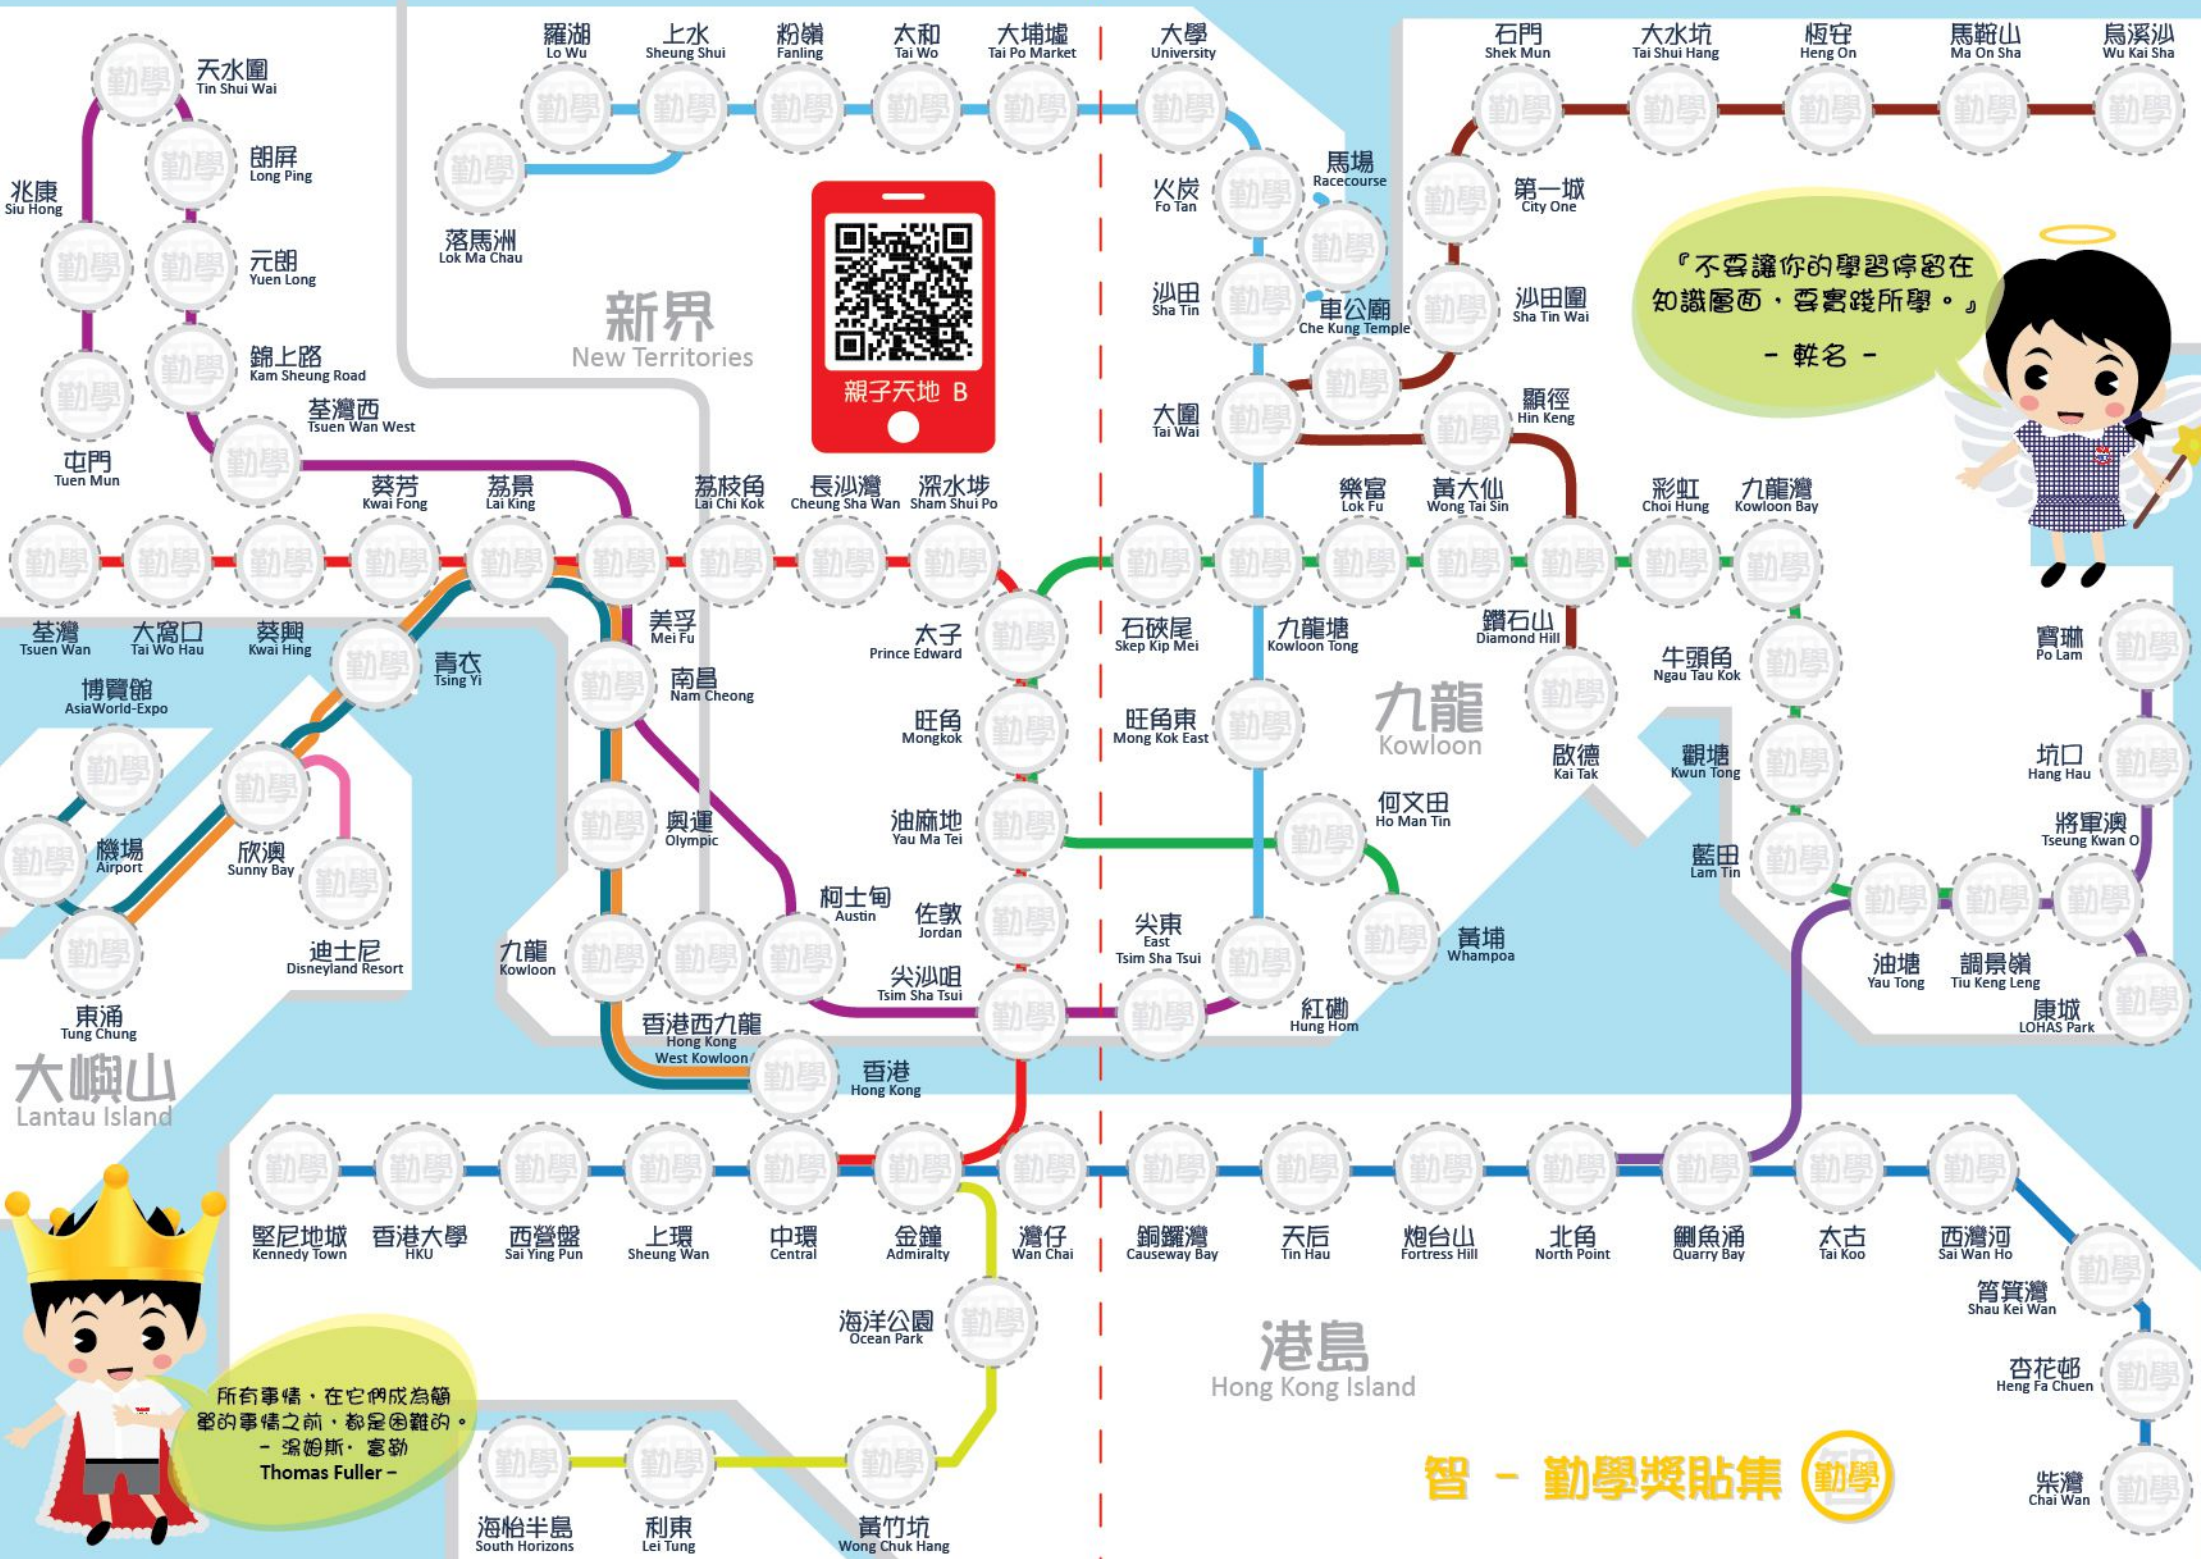 天水圍
Tin Shui Wai
朗屏
Long Ping
兆康
Siu Hong
元朗
Yuen Long
錦上路
Kam Sheung Road
荃灣西
Tsuen Wan West
屯門
Tuen Mun
羅湖
Lo Wu
上水
Sheung Shui
粉嶺
Fanling
太和
Tai Wo
大埔墟
Tai Po Market
大學
University
落馬洲
Lok Ma Chau
新界
New Territories
親子天地 B
火炭
Fo Tan
馬場
Racecourse
沙田
Sha Tin
車公廟
Che Kung Temple
大圍
Tai Wai
石門
Shek Mun
大水坑
Tai Shui Hang
恆安
Heng On
馬鞍山
Ma On Sha
烏溪沙
Wu Kai Sha
第一城
City One
沙田圍
Sha Tin Wai
顯徑
Hin Keng
『不要讓你的學習停留在
知識層面，要實踐所學。』
- 軼名 -
葵芳
Kwai Fong
荔景
Lai King
荔枝角
Lai Chi Kok
長沙灣
Cheung Sha Wan
深水埗
Sham Shui Po
樂富
Lok Fu
黃大仙
Wong Tai Sin
彩虹
Choi Hung
九龍灣
Kowloon Bay
荃灣
Tsuen Wan
大窩口
Tai Wo Hau
葵興
Kwai Hing
青衣
Tsing Yi
美孚
Mei Fu
南昌
Nam Cheong
太子
Prince Edward
石硤尾
Skep Kip Mei
九龍塘
Kowloon Tong
鑽石山
Diamond Hill
牛頭角
Ngau Tau Kok
寶琳
Po Lam
博覽館
AsiaWorld-Expo
機場
Airport
欣澳
Sunny Bay
奧運
Olympic
旺角
Mongkok
旺角東
Mong Kok East
九龍
Kowloon
啟德
Kai Tak
觀塘
Kwun Tong
坑口
Hang Hau
油麻地
Yau Ma Tei
何文田
Ho Man Tin
將軍澳
Tseung Kwan O
藍田
Lam Tin
迪士尼
Disneyland Resort
九龍
Kowloon
柯士甸
Austin
佐敦
Jordan
尖沙咀
Tsim Sha Tsui
尖東
East
Tsim Sha Tsui
黃埔
Whampoa
油塘
Yau Tong
調景嶺
Tiu Keng Leng
康城
LOHAS Park
東涌
Tung Chung
香港西九龍
Hong Kong
West Kowloon
紅磡
Hung Hom
大嶼山
Lantau Island
香港
Hong Kong
堅尼地城
Kennedy Town
香港大學
HKU
西營盤
Sai Ying Pun
上環
Sheung Wan
中環
Central
金鐘
Admiralty
灣仔
Wan Chai
銅鑼灣
Causeway Bay
天后
Tin Hau
炮台山
Fortress Hill
北角
North Point
鰂魚涌
Quarry Bay
太古
Tai Koo
西灣河
Sai Wan Ho
筲箕灣
Shau Kei Wan
海洋公園
Ocean Park
港島
Hong Kong Island
杏花邨
Heng Fa Chuen
柴灣
Chai Wan
所有事情，在它們成為簡
單的事情之前，都是困難的。
- 湯姆斯·富勒
Thomas Fuller -
海怡半島
South Horizons
利東
Lei Tung
黃竹坑
Wong Chuk Hang
智 - 勤學獎貼集
勤學